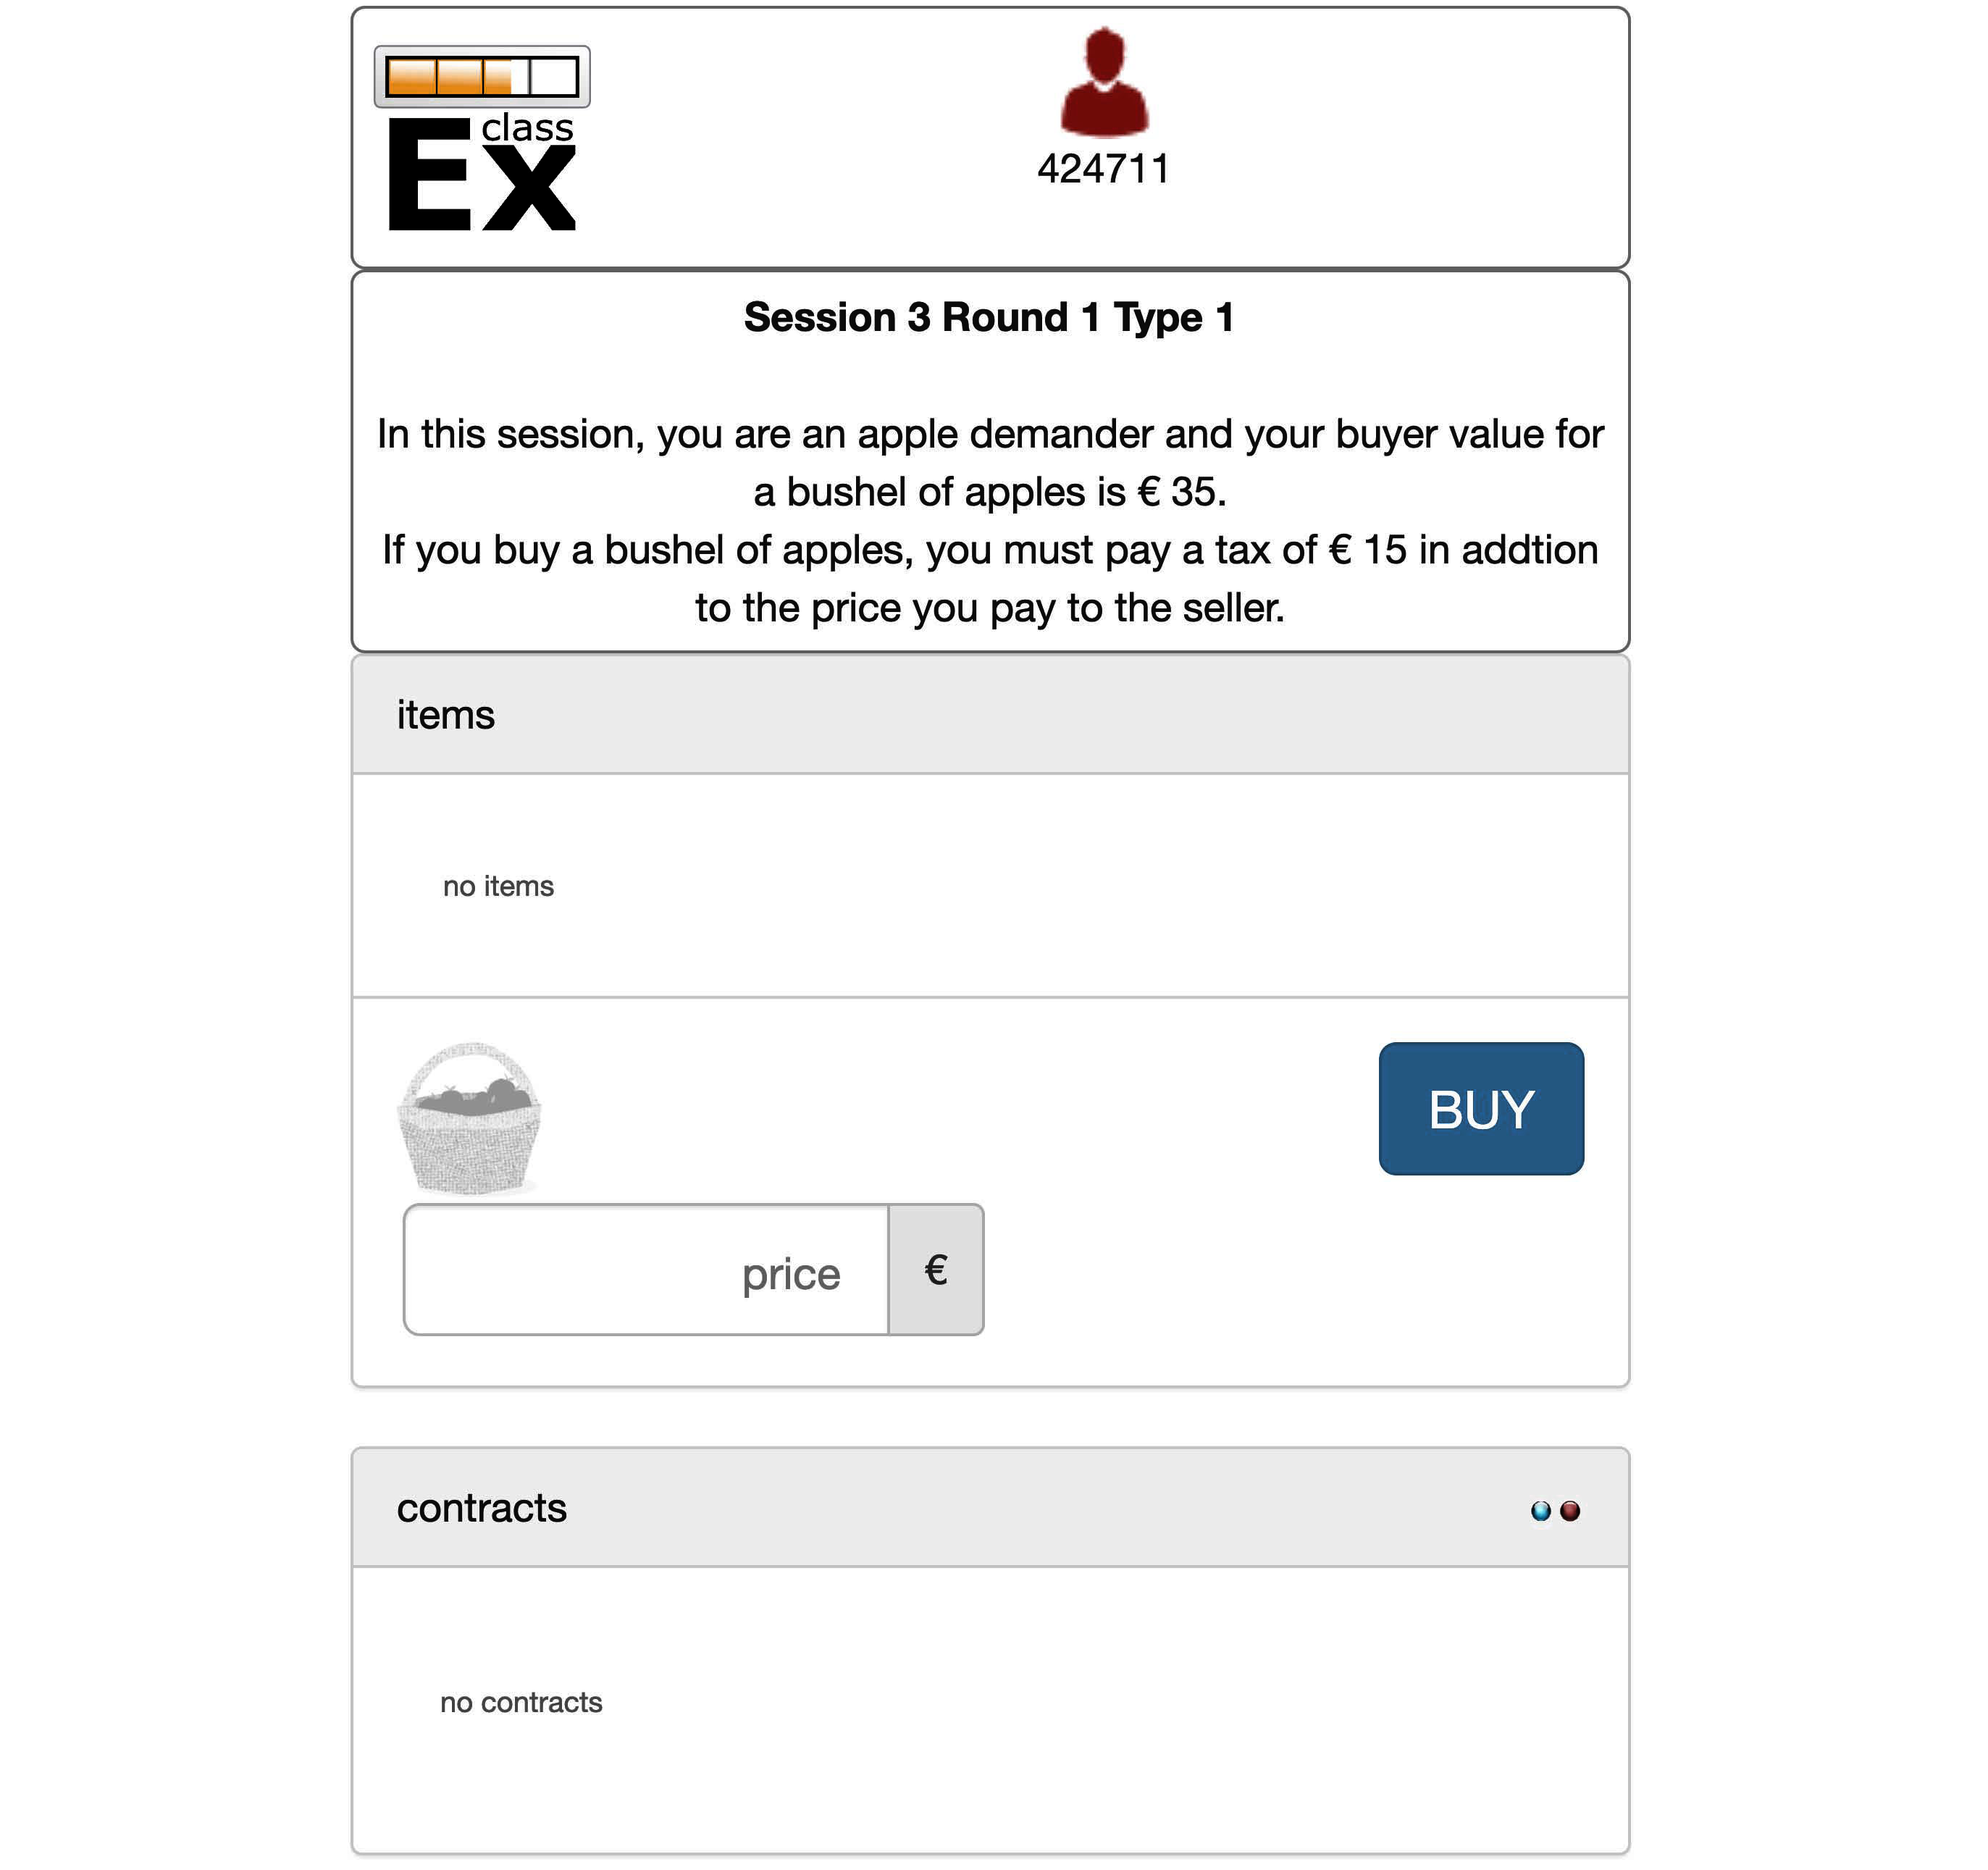 class
Ex
424711
Session 3 Round 1 Type 1
In this session, you are an apple demander and your buyer value for
a bushel of apples is € 35.
If you buy a bushel of apples, you must pay a tax of € 15 in addtion
to the price you pay to the seller.
items
no items
BUY
price €
contracts
no contracts